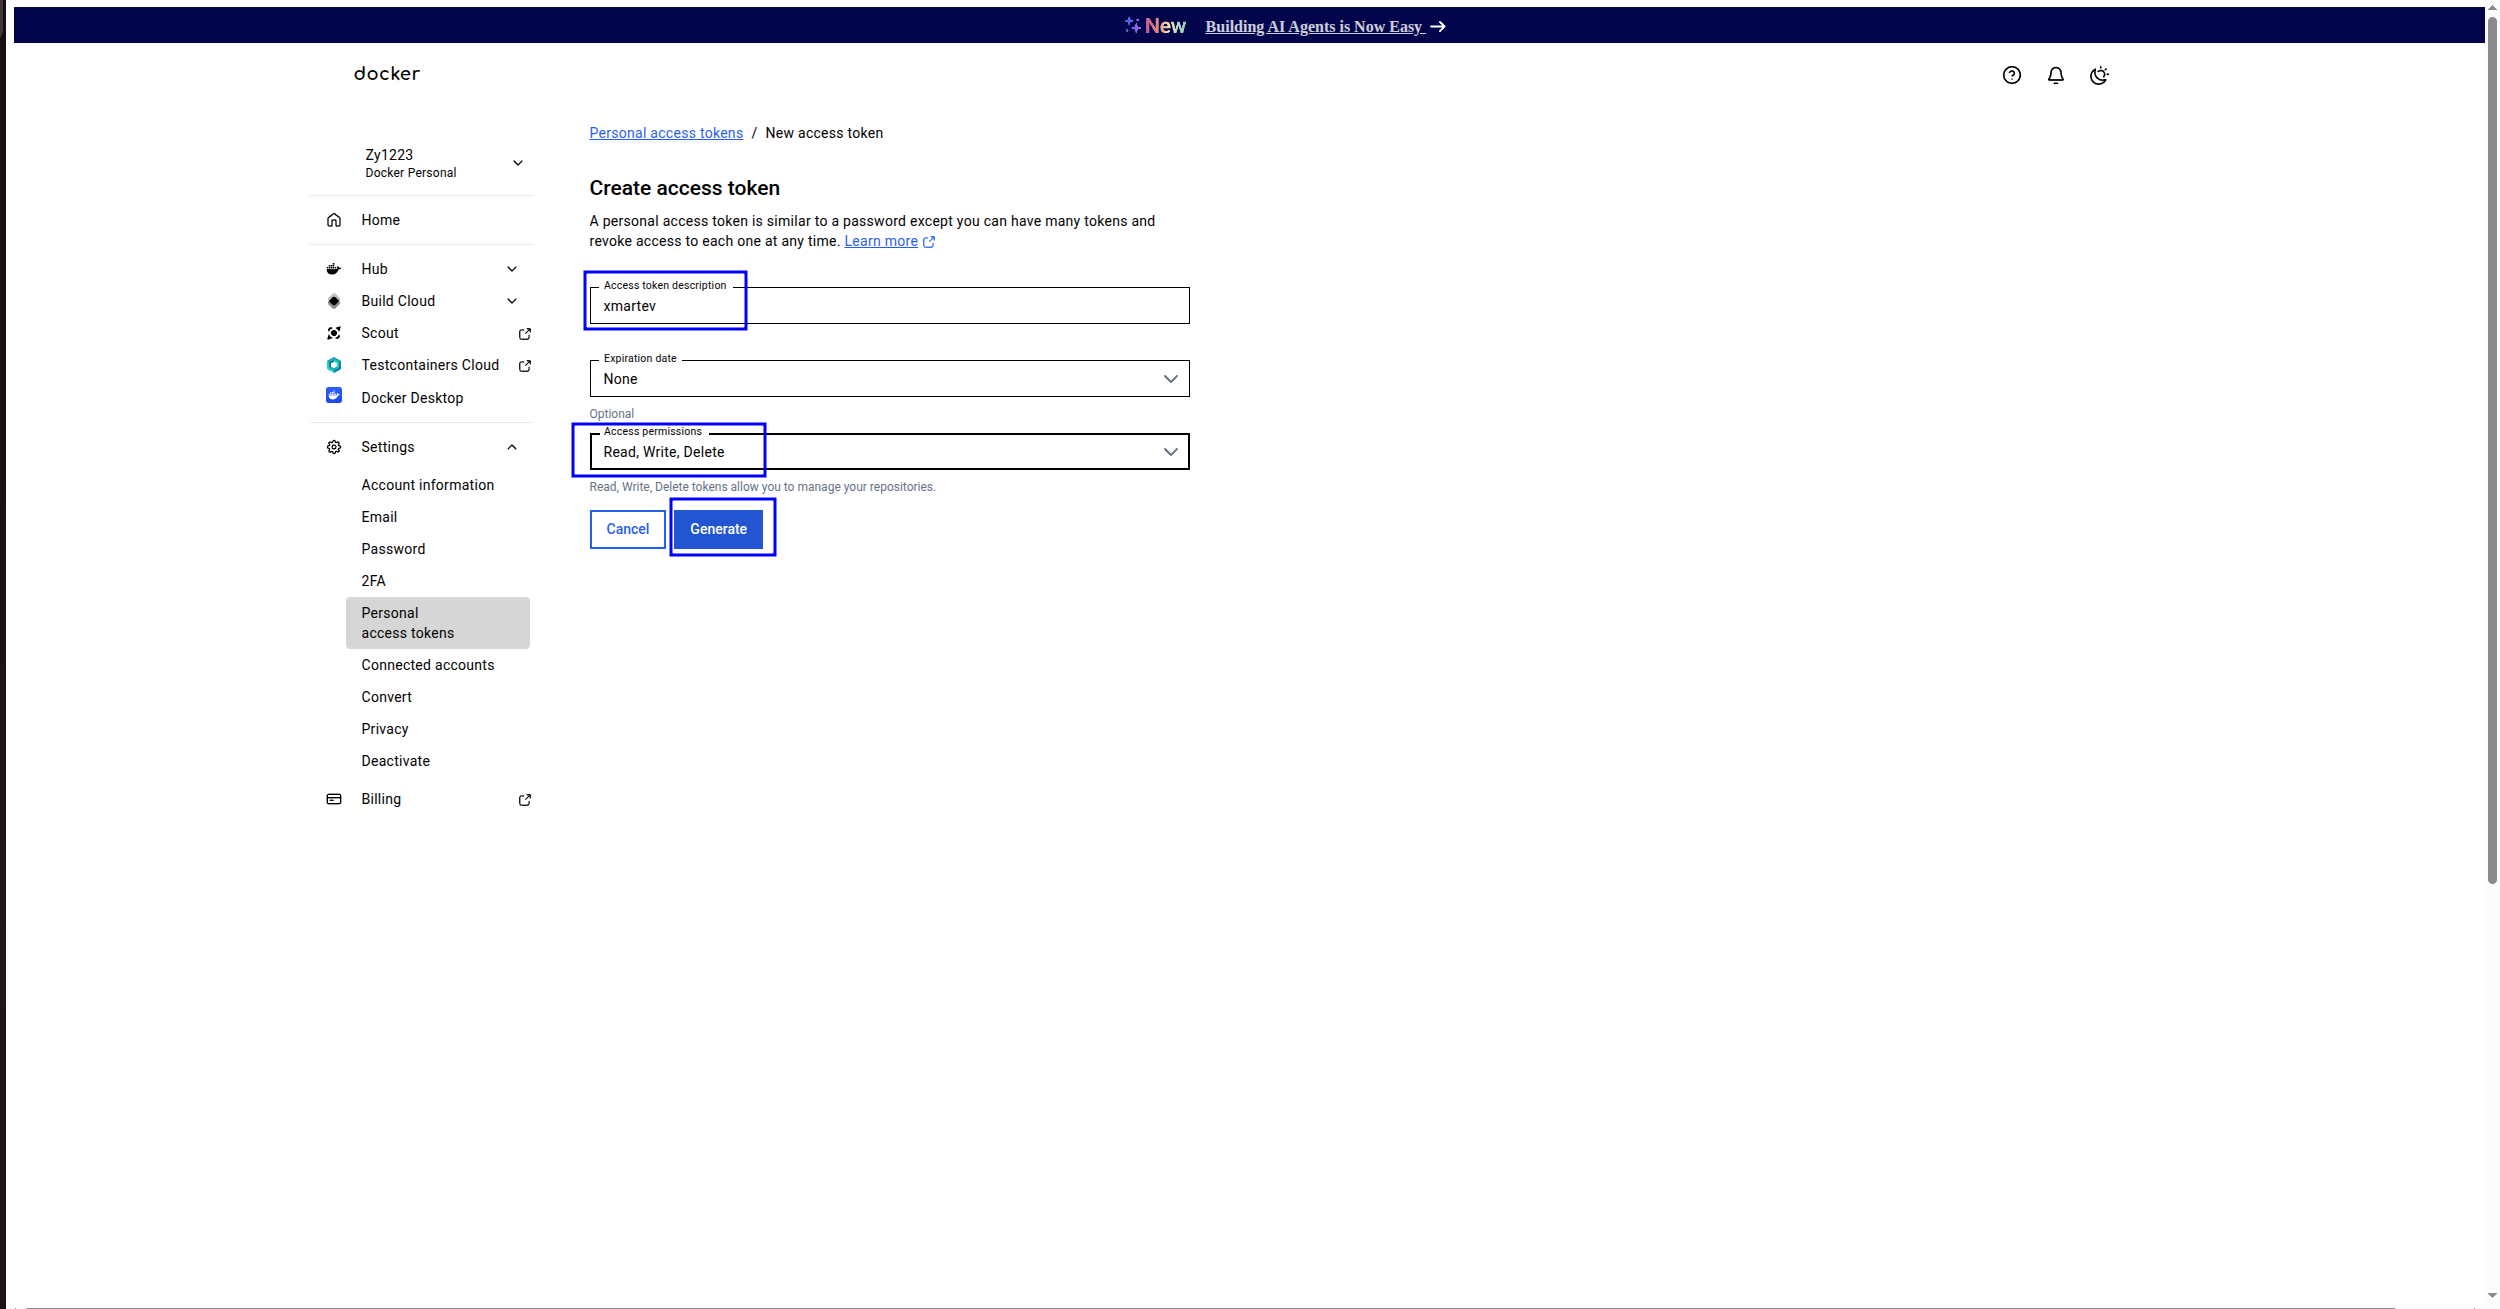 New Building AI Agents is Now Easy
docker
Zy1223
Docker Personal
Home
Hub
Build Cloud
Scout
Testcontainers Cloud
Docker Desktop
Settings
Account information
Email
Password
2FA
Personal
access tokens
Connected accounts
Convert
Privacy
Deactivate
Billing
Personal access tokens / New access token
Create access token
A personal access token is similar to a password except you can have many tokens and
revoke access to each one at any time. Learn more
Access token description
xmartev
Expiration date
None
Optional
Access permissions
Read, Write, Delete
Read, Write, Delete tokens allow you to manage your repositories.
Cancel Generate